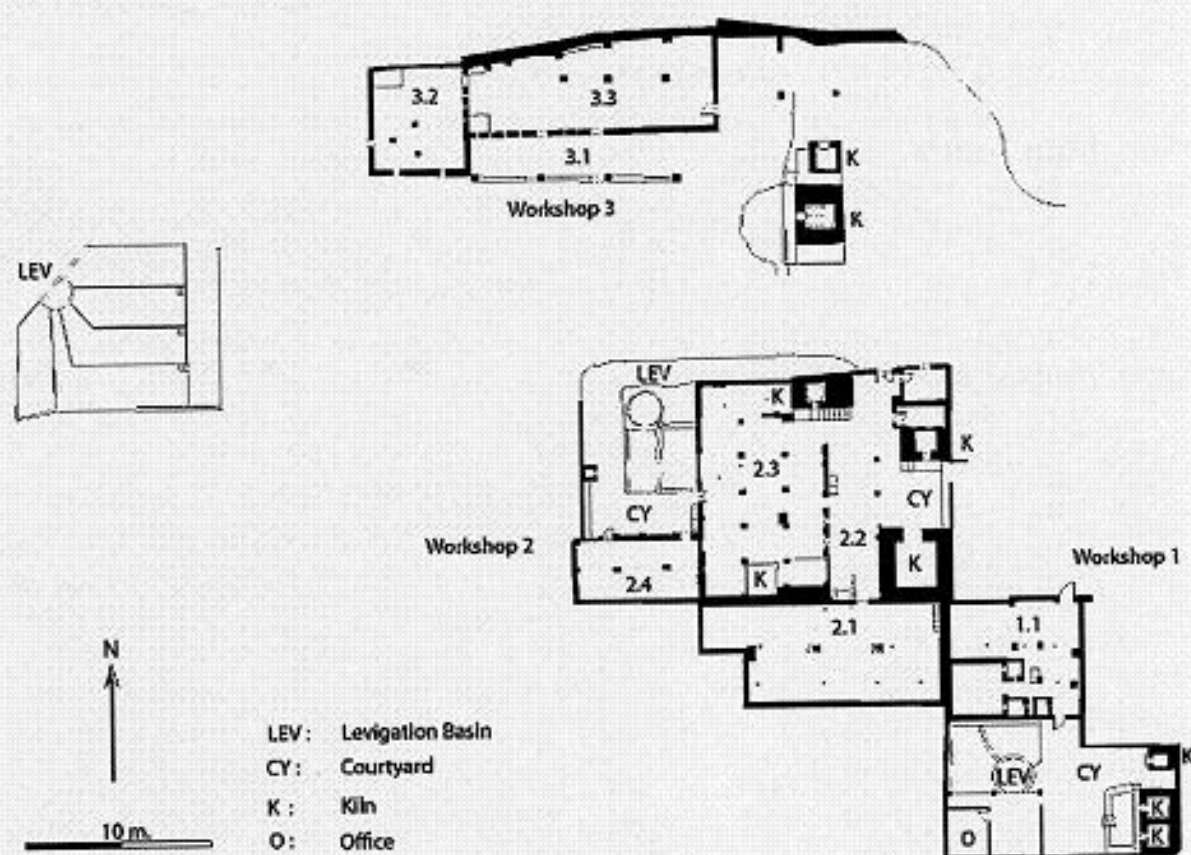 3.2
3.3
3.1
K
K
Workshop 3
LEV
LEV
K
K
2.3
CY
CY
Workshop 2
2.2
K
Workshop 1
2.4
K
2.1
1.1
N
LEV : Levigation Basin
CY : Courtyard
K : Kiln
O : Office
10 m.
LEV
CY
K
K
K
O